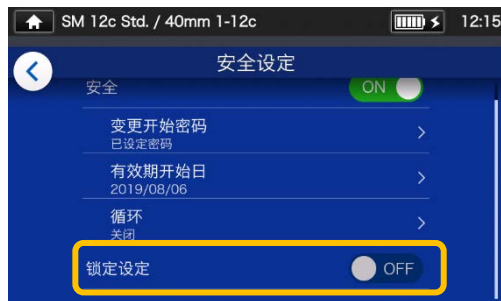 SM 12c Std. / 40mm 1-12c 12:15
安全设定
安全 ON
变更开始密码
已设定密码
有效期开始日
2019/08/06
循环
关闭
锁定设定 OFF